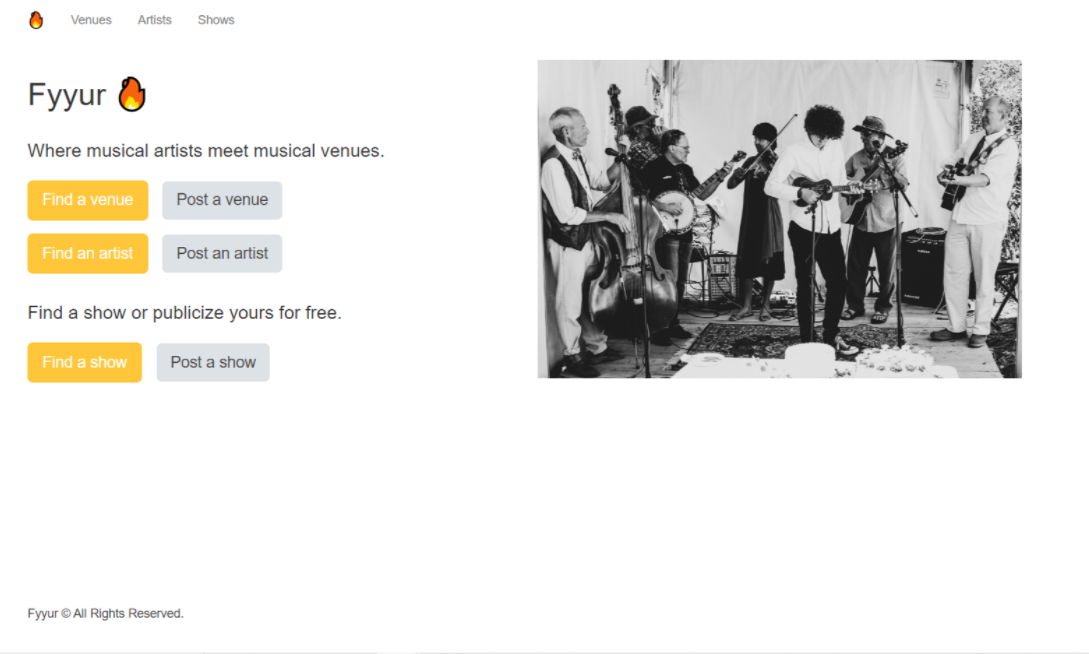 Venues Artists Shows
Fyyur
Where musical artists meet musical venues.
Find a venue Post a venue
Find an artist Post an artist
Find a show or publicize yours for free.
Find a show Post a show
Fyyur © All Rights Reserved.